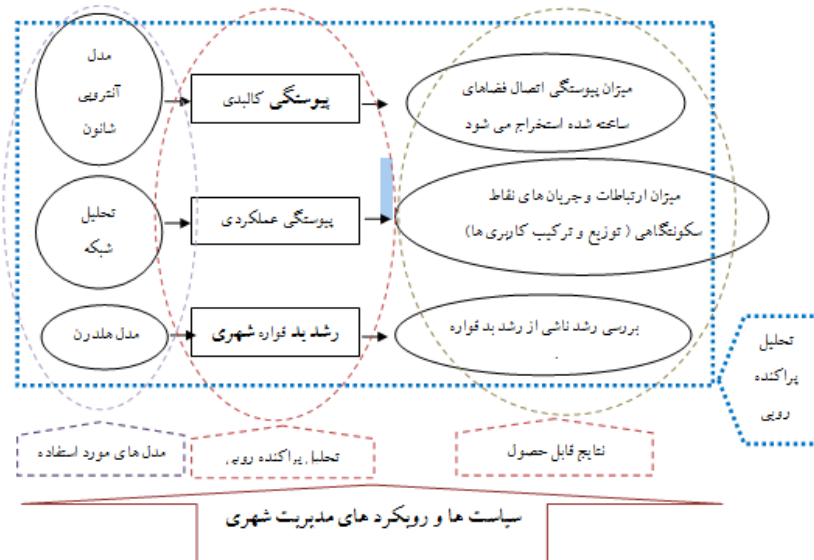 مدل
آنتروپی
شانون
پیوستگی کالبدی
میزان پیوستگی اتصال فضاهای
ساخته شده استخراج می شود
تحلیل
شبکه
پیوستگی عملکردی
میزان ارتباطات و جریان های نقاط
سکونتگاهی ( توزیع و ترکیب کاربری ها)
مدل هلدرن
رشد بد قواره شهری
بررسی رشد ناشی از رشد بد قواره
.
تحلیل
پراکنده
رویی
مدل های مورد استفاده
تحلیل پراکنده رویی
نتایج قابل حصول
سیاست ها و رویکرد های مدیریت شهری